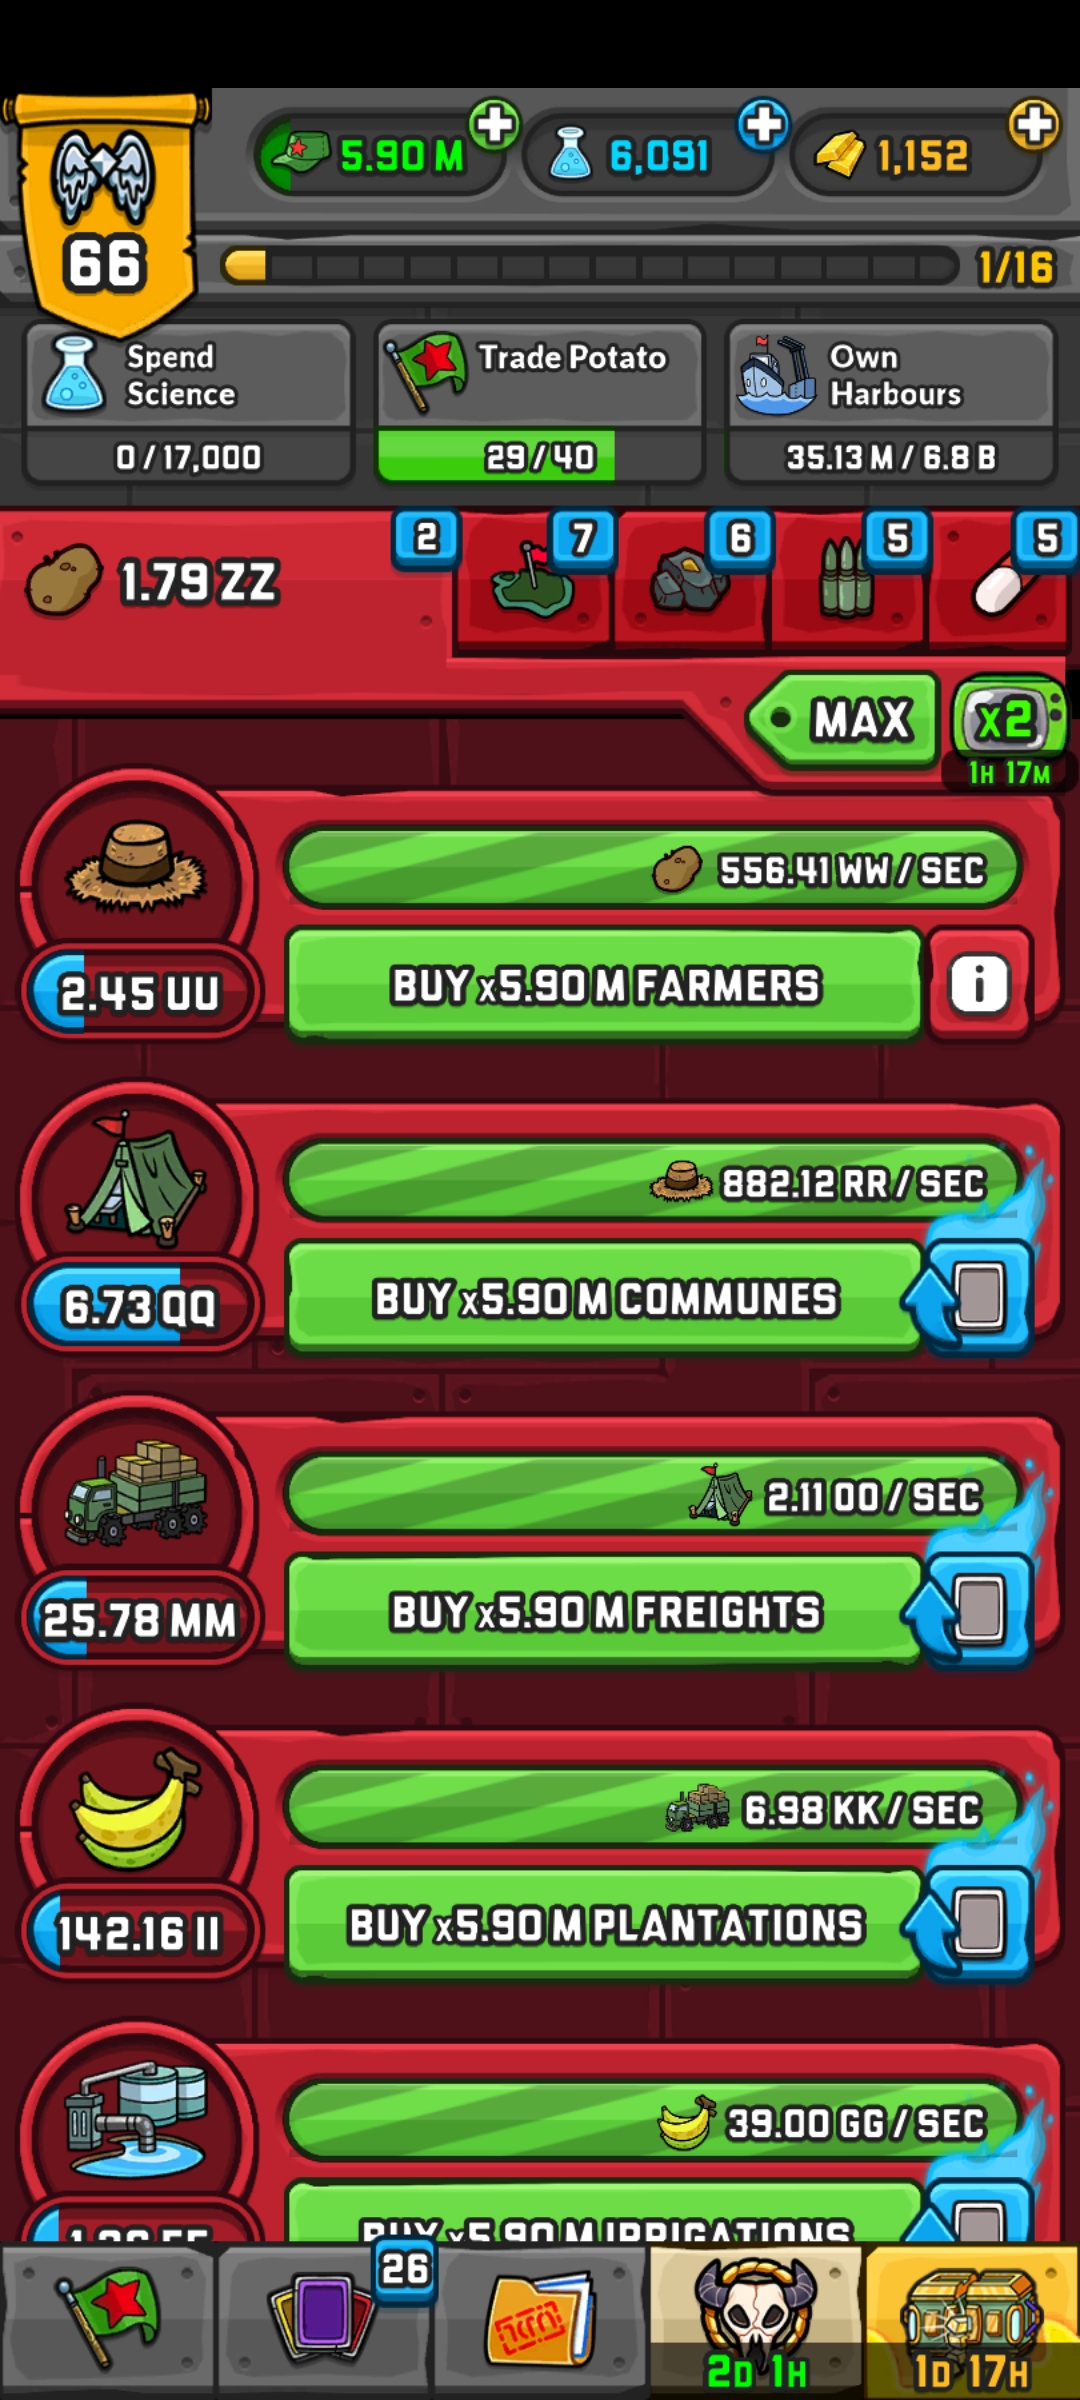 5.90 M
6,091
1,152
66
1/16
Spend
Science
0 / 17,000
Trade Potato
29 / 40
Own
Harbours
35.13 M / 6.8 B
1.79 ZZ
2
7
6
5
5
MAX
x2
1H 17M
556.41 WW / SEC
2.45 UU
BUY x5.90 M FARMERS
i
882.12 RR / SEC
6.73 QQ
BUY x5.90 M COMMUNES
2.11 OO / SEC
25.78 MM
BUY x5.90 M FREIGHTS
6.98 KK / SEC
142.16 II
BUY x5.90 M PLANTATIONS
39.00 GG / SEC
BUY x5.90 M IRRIGATIONS
26
2D 1H
1D 17H